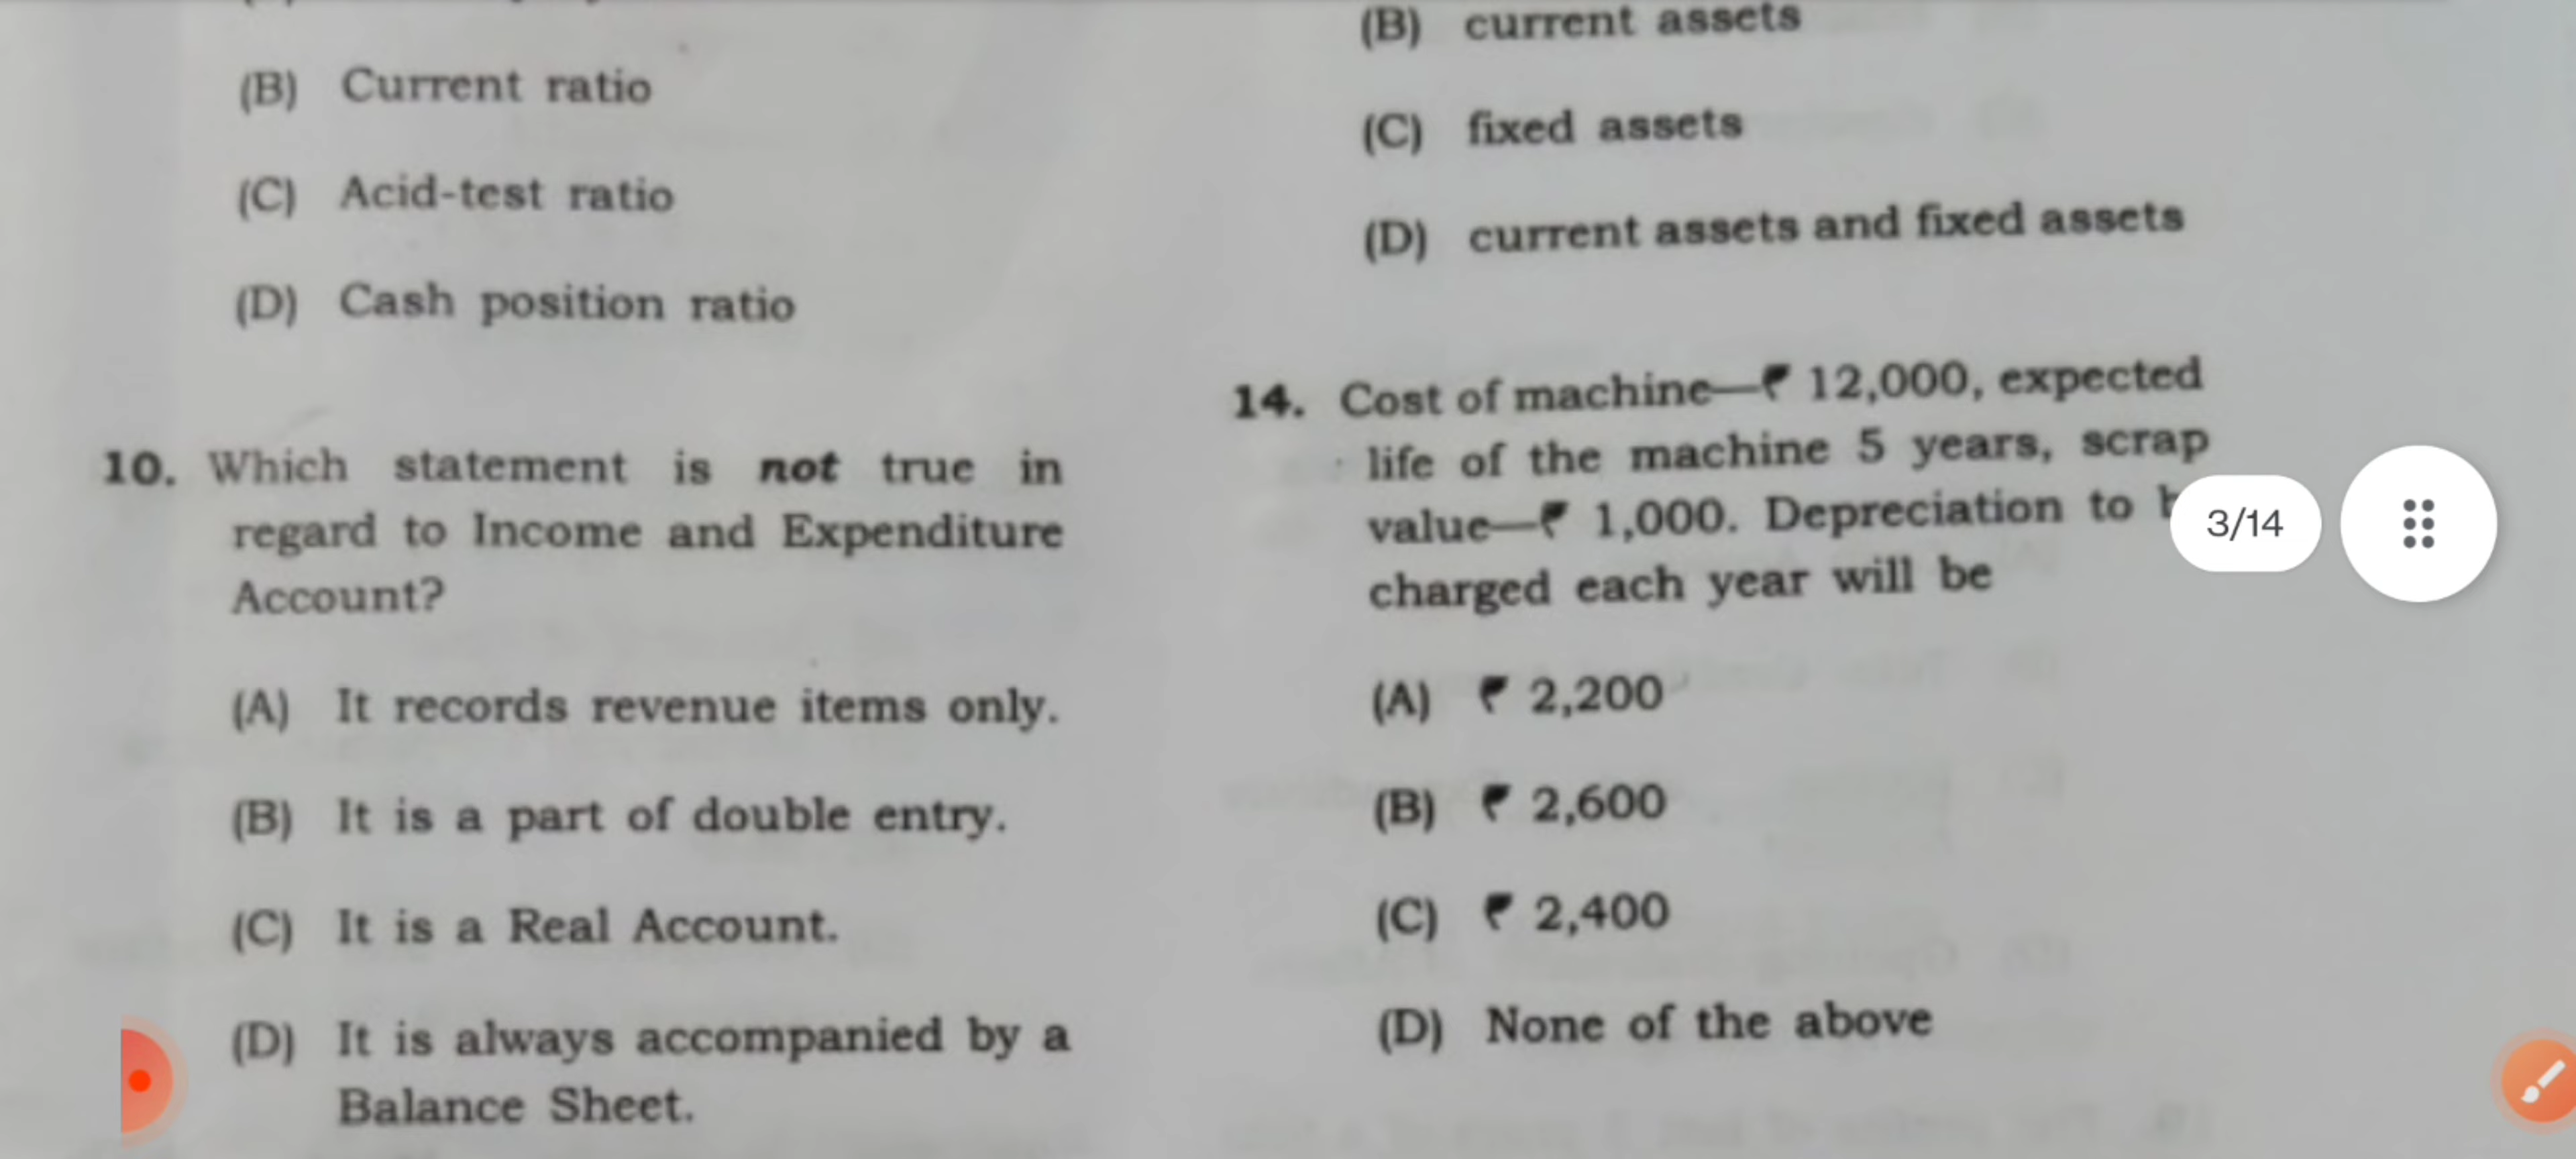 (B) Current ratio
(C) Acid-test ratio
(D) Cash position ratio
10. Which statement is not true in
regard to Income and Expenditure
Account?
(A) It records revenue items only.
(B) It is a part of double entry.
(C) It is a Real Account.
(D) It is always accompanied by a
Balance Sheet.
(B) current assets
(C) fixed assets
(D) current assets and fixed assets
14. Cost of machine—₹ 12,000, expected
life of the machine 5 years, scrap
value—₹ 1,000. Depreciation to
charged each year will be
(A) ₹ 2,200
(B) ₹ 2,600
(C) ₹ 2,400
(D) None of the above
3/14